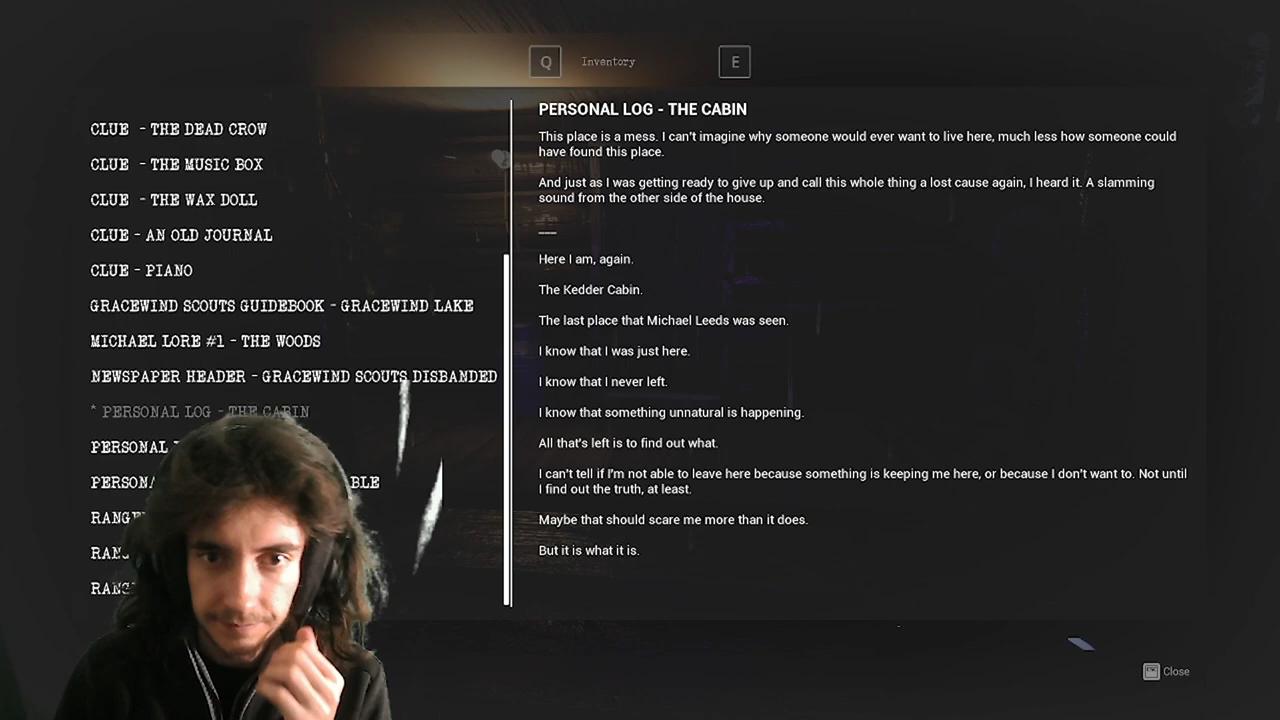 Q Inventory E
CLUE - THE DEAD CROW
CLUE - THE MUSIC BOX
CLUE - THE WAX DOLL
CLUE - AN OLD JOURNAL
CLUE - PIANO
GRACEWIND SCOUTS GUIDEBOOK - GRACEWIND LAKE
MICHAEL LORE #1 - THE WOODS
NEWSPAPER HEADER - GRACEWIND SCOUTS DISBANDED
* PERSONAL LOG - THE CABIN
PERSONAL
PERSONAL LOG - THE CABIN
This place is a mess. I can't imagine why someone would ever want to live here, much less how someone could
have found this place.
And just as I was getting ready to give up and call this whole thing a lost cause again, I heard it. A slamming
sound from the other side of the house.
___
Here I am, again.
The Kedder Cabin.
The last place that Michael Leeds was seen.
I know that I was just here.
I know that I never left.
I know that something unnatural is happening.
All that's left is to find out what.
I can't tell if I'm not able to leave here because something is keeping me here, or because I don't want to. Not until
I find out the truth, at least.
Maybe that should scare me more than it does.
But it is what it is.
Close